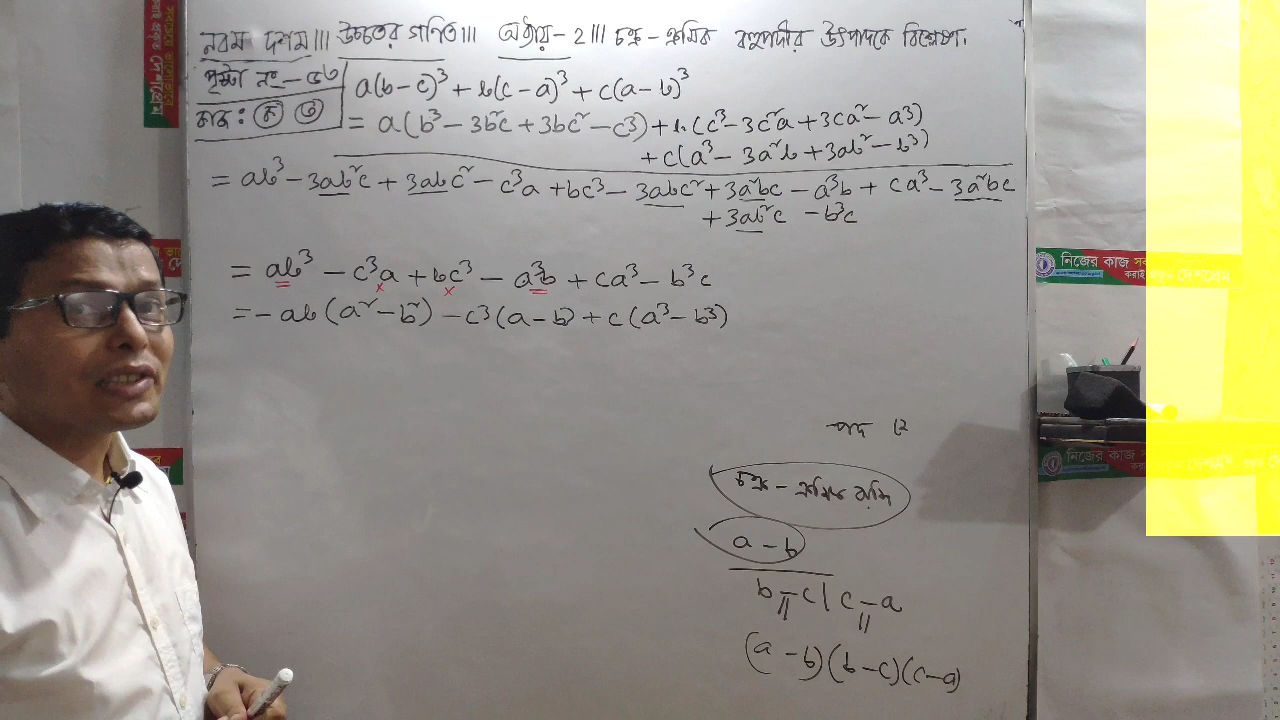 নবম দশম ।।। উচ্চতর গণিত ।।। অধ্যায় - ২ ।।। চক্র - ক্রমিক বহুপদীর উৎপাদকে বিশ্লেষণ।
পৃষ্ঠা নং - ৫৬
কাজ : ক ঙ
a(b-c)³ + b(c-a)³ + c(a-b)³
= a(b³ - 3b²c + 3bc² - c³) + b(c³ - 3c²a + 3ca² - a³)
+ c(a³ - 3a²b + 3ab² - b³)
= ab³ - 3ab²c + 3abc² - c³a + bc³ - 3abc² + 3a²bc - a³b + ca³ - 3a²bc
+ 3ab²c - b³c
= ab³ - c³a + bc³ - a³b + ca³ - b³c
= - ab(a² - b²) - c³(a - b) + c(a³ - b³)
পদ
চক্র - ক্রমিক রাশি
a - b
b - c | c - a
(a - b)(b - c)(c - a)
নিজের কাজ
নিজের কাজ